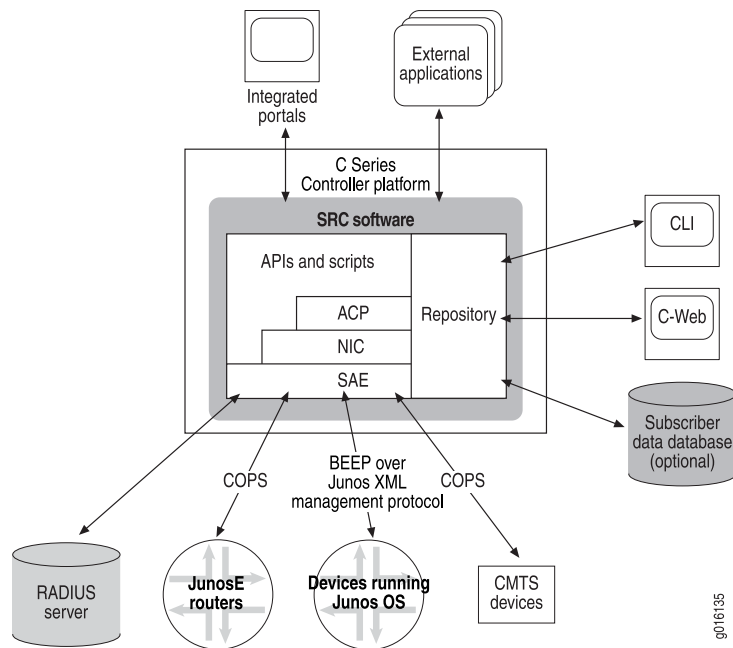 External
applications
Integrated
portals
C Series
Controller platform
SRC software
APIs and scripts
ACP
NIC
SAE
Repository
CLI
C-Web
Subscriber
data database
(optional)
COPS
BEEP over
Junos XML
management protocol
COPS
RADIUS
server
JunosE
routers
Devices running
Junos OS
CMTS
devices
g016135